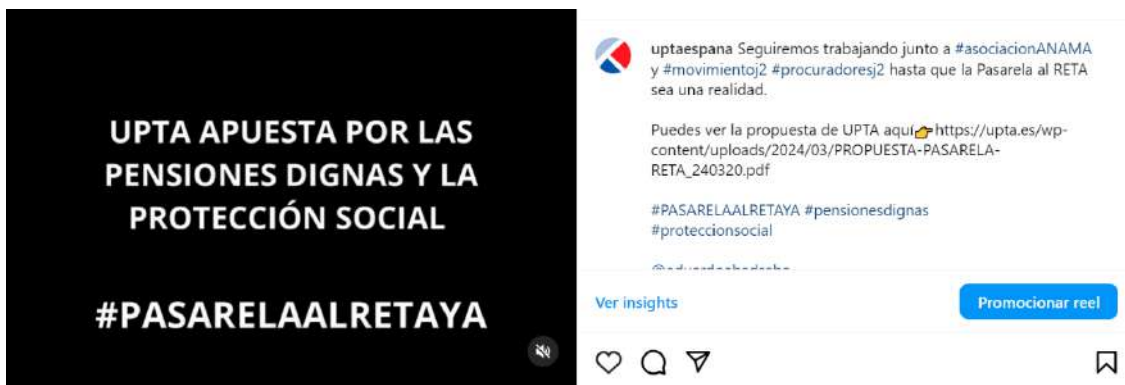 UPTA APUESTA POR LAS
PENSIONES DIGNAS Y LA
PROTECCIÓN SOCIAL
#PASARELAALRETAYA
uptaespana Seguiremos trabajando junto a #asociacionANAMA
y #movimientoj2 #procuradoresj2 hasta que la Pasarela al RETA
sea una realidad.
Puedes ver la propuesta de UPTA aquí👉https://upta.es/wp-
content/uploads/2024/03/PROPUESTA-PASARELA-
RETA_240320.pdf
#PASARELAALRETAYA #pensionesdignas
#proteccionsocial
Ver insights
Promocionar reel